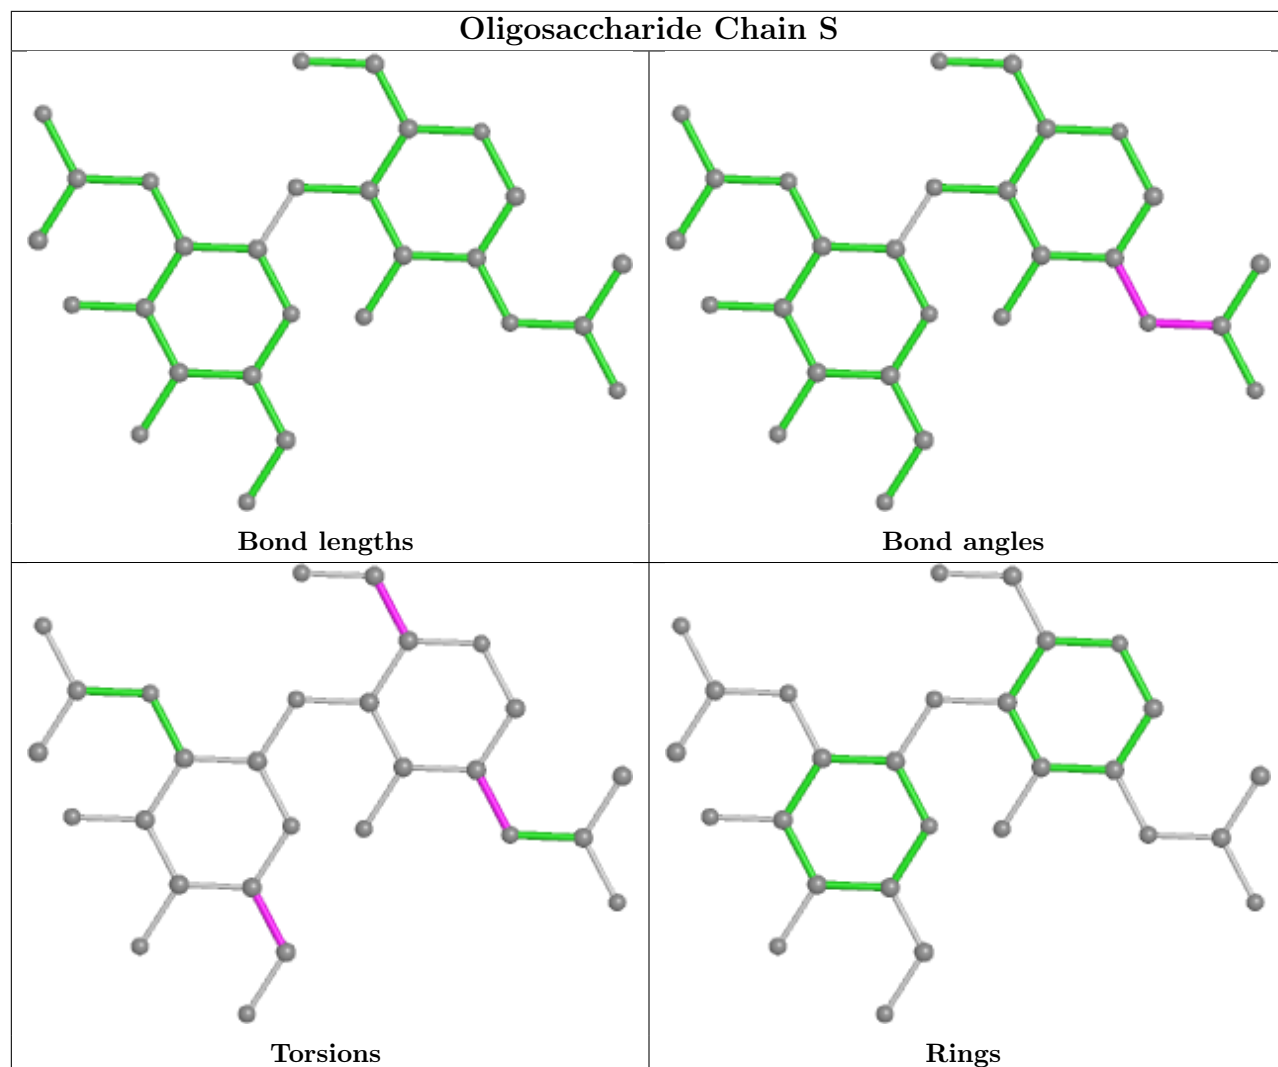 Oligosaccharide Chain S
Bond lengths
Bond angles
Torsions
Rings